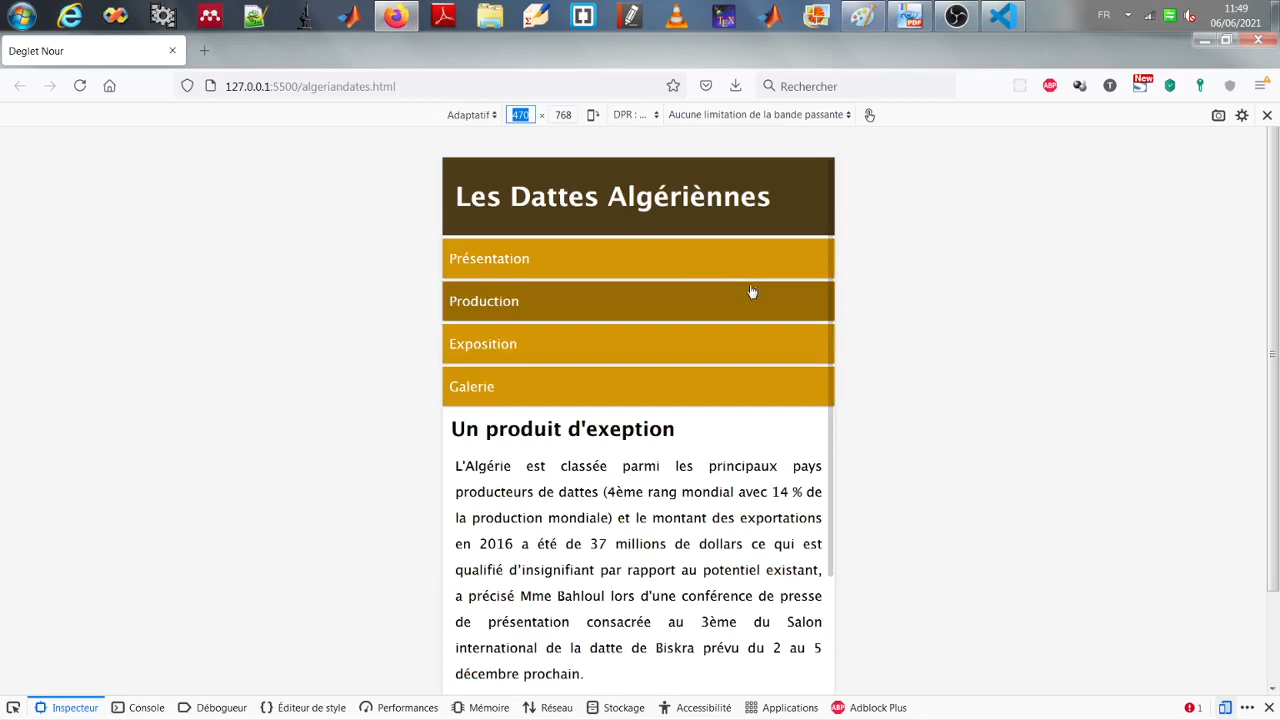 FR
11:49
06/06/2021
Deglet Nour
127.0.0.1:5500/algeriandates.html
Rechercher
New
ABP
T
Adaptatif
470 × 768
DPR : ...
Aucune limitation de la bande passante
Les Dattes Algériènnes
Présentation
Production
Exposition
Galerie
Un produit d'exeption
L'Algérie est classée parmi les principaux pays
producteurs de dattes (4ème rang mondial avec 14 % de
la production mondiale) et le montant des exportations
en 2016 a été de 37 millions de dollars ce qui est
qualifié d’insignifiant par rapport au potentiel existant,
a précisé Mme Bahloul lors d'une conférence de presse
de présentation consacrée au 3ème du Salon
international de la datte de Biskra prévu du 2 au 5
décembre prochain.
Inspecteur Console Débogueur Éditeur de style Performances Mémoire Réseau Stockage Accessibilité Applications ABP Adblock Plus 1